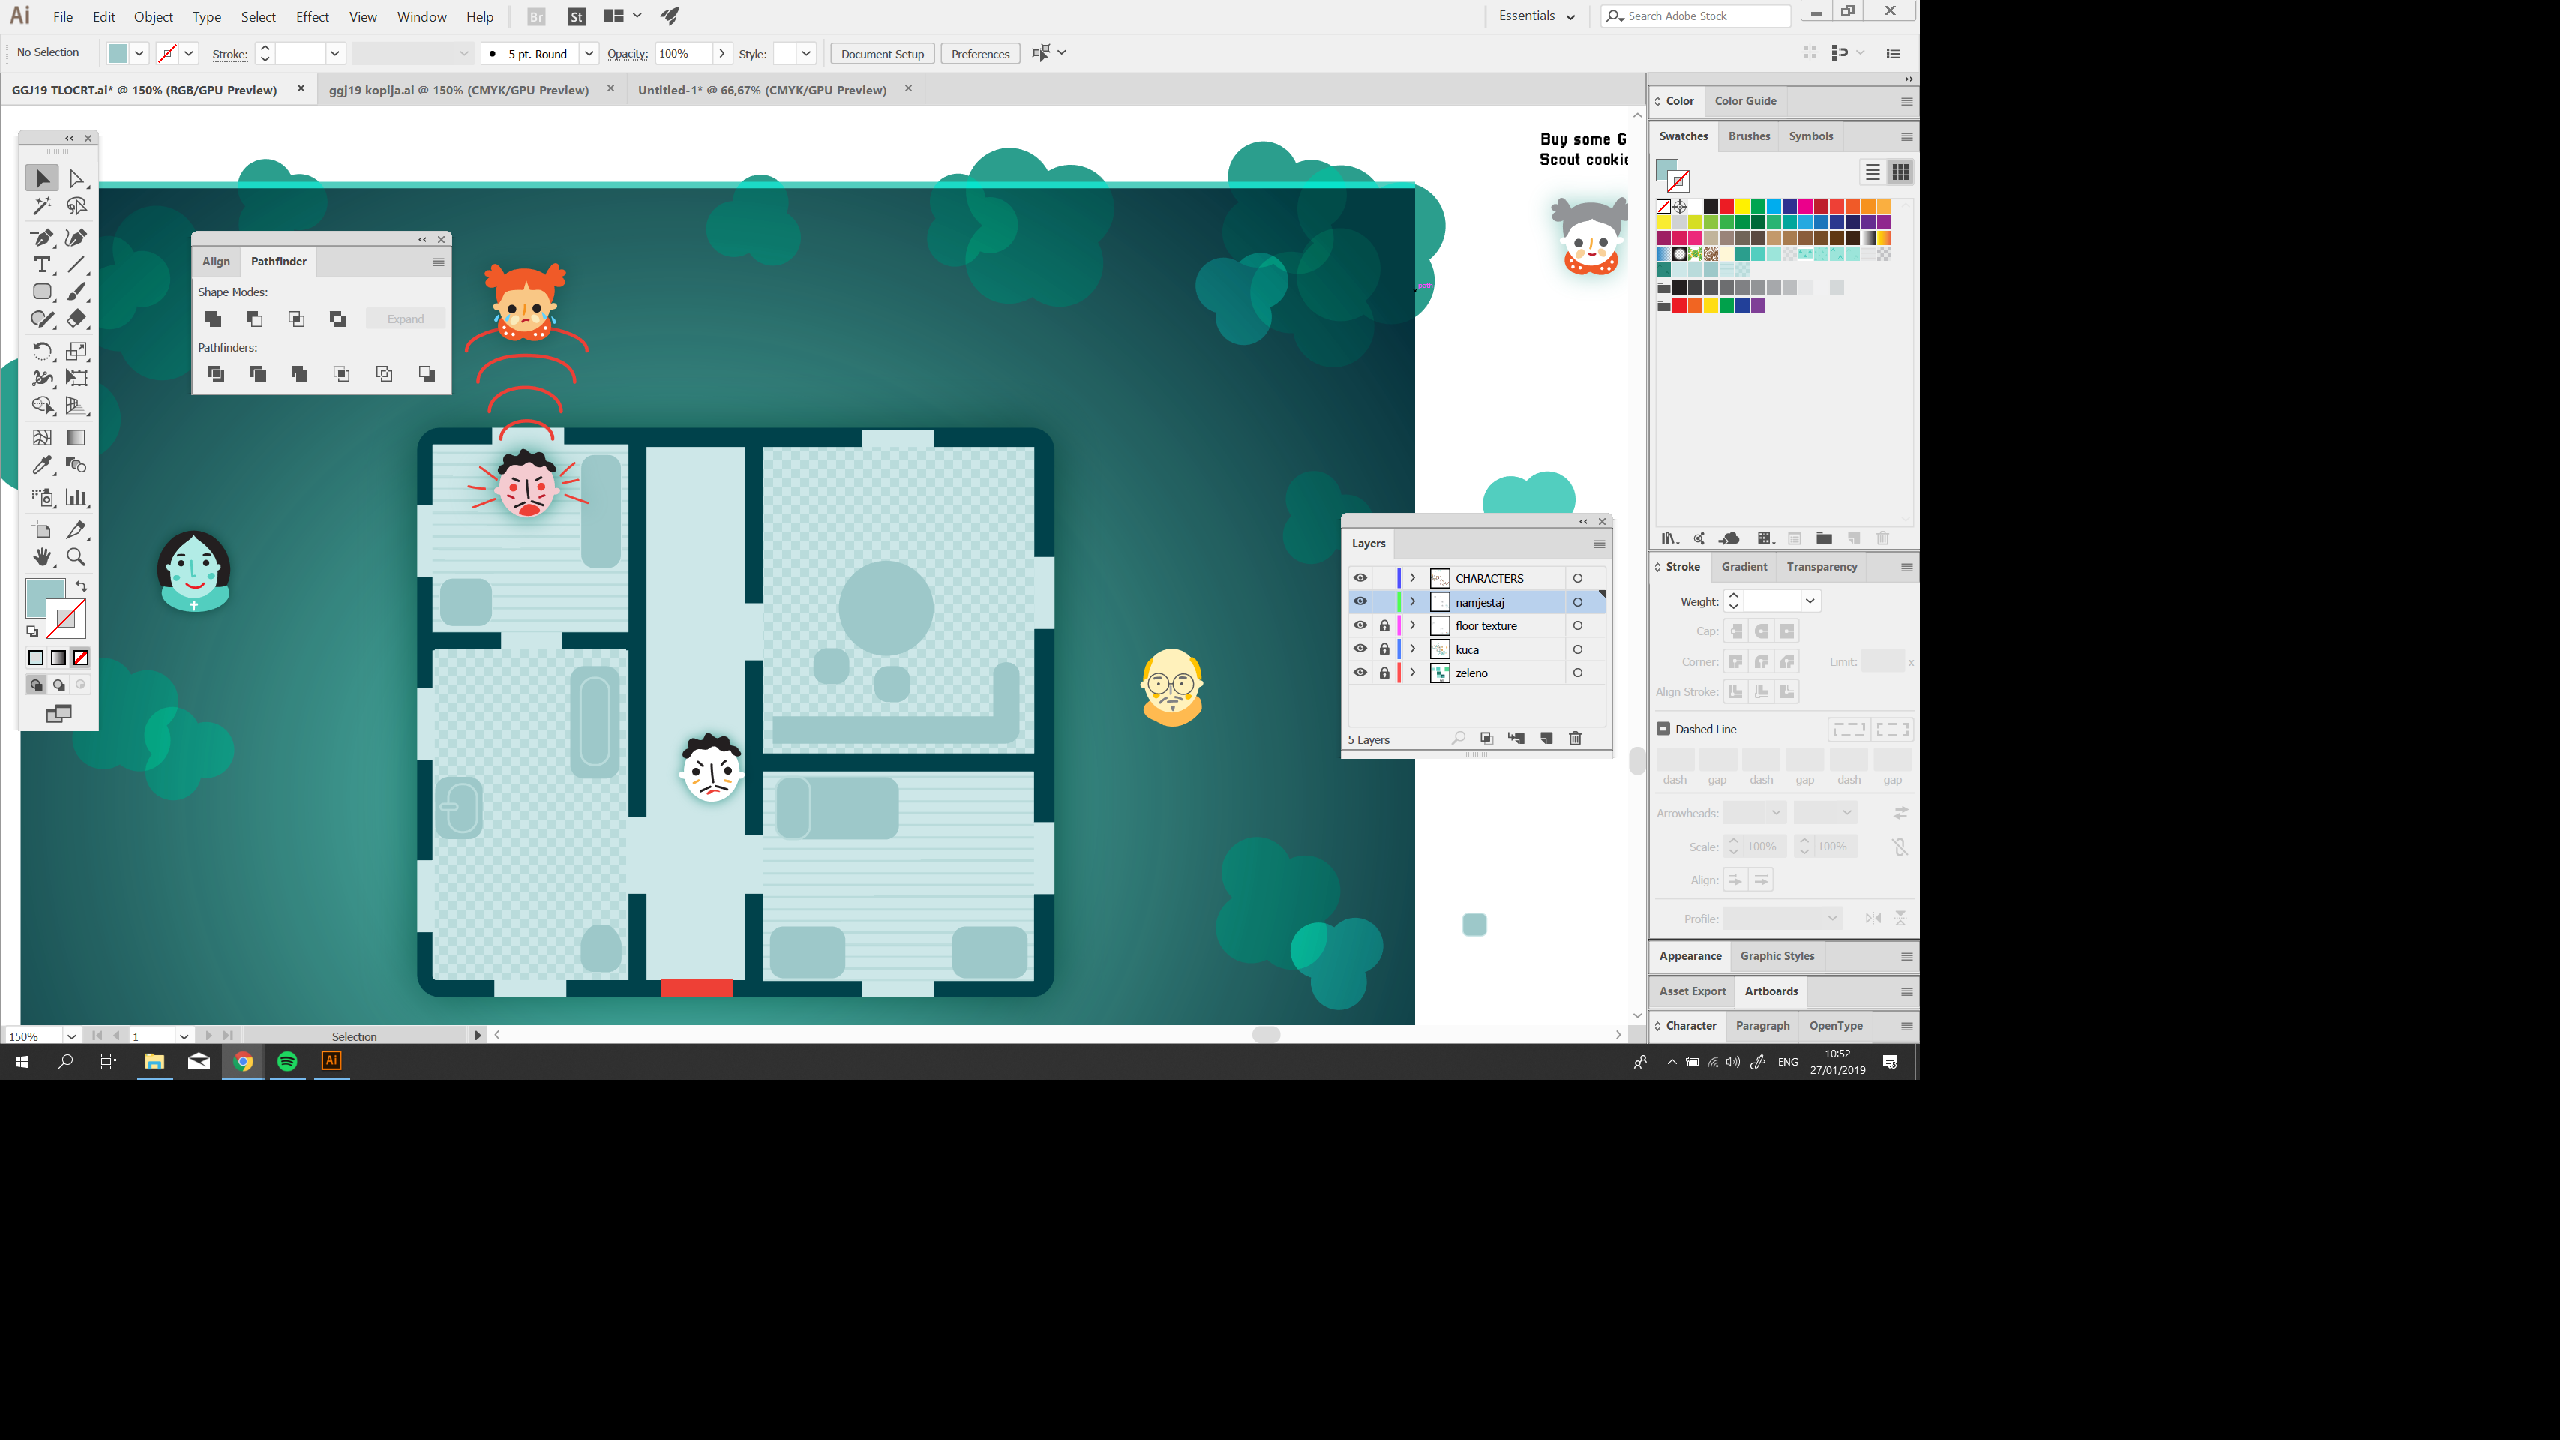 Ai File Edit Object Type Select Effect View Window Help Br St Essentials Search Adobe Stock
No Selection Stroke: 5 pt. Round Opacity: 100% Style: Document Setup Preferences
GGJ19 TLOCRT.ai* @ 150% (RGB/GPU Preview) ggj19 koplja.ai @ 150% (CMYK/GPU Preview) Untitled-1* @ 66,67% (CMYK/GPU Preview)
Buy some G
Scout cookie
Align Pathfinder
Shape Modes:
Expand
Pathfinders:
Layers
CHARACTERS
namjestaj
floor texture
kuca
zeleno
5 Layers
Color Color Guide
Swatches Brushes Symbols
Stroke Gradient Transparency
Weight:
Cap:
Corner: Limit: x
Align Stroke:
Dashed Line
dash gap dash gap dash gap
Arrowheads:
Scale: 100% 100%
Align:
Profile:
Appearance Graphic Styles
Asset Export Artboards
Character Paragraph OpenType
150% 1 Selection
Ai ENG 10:52
27/01/2019